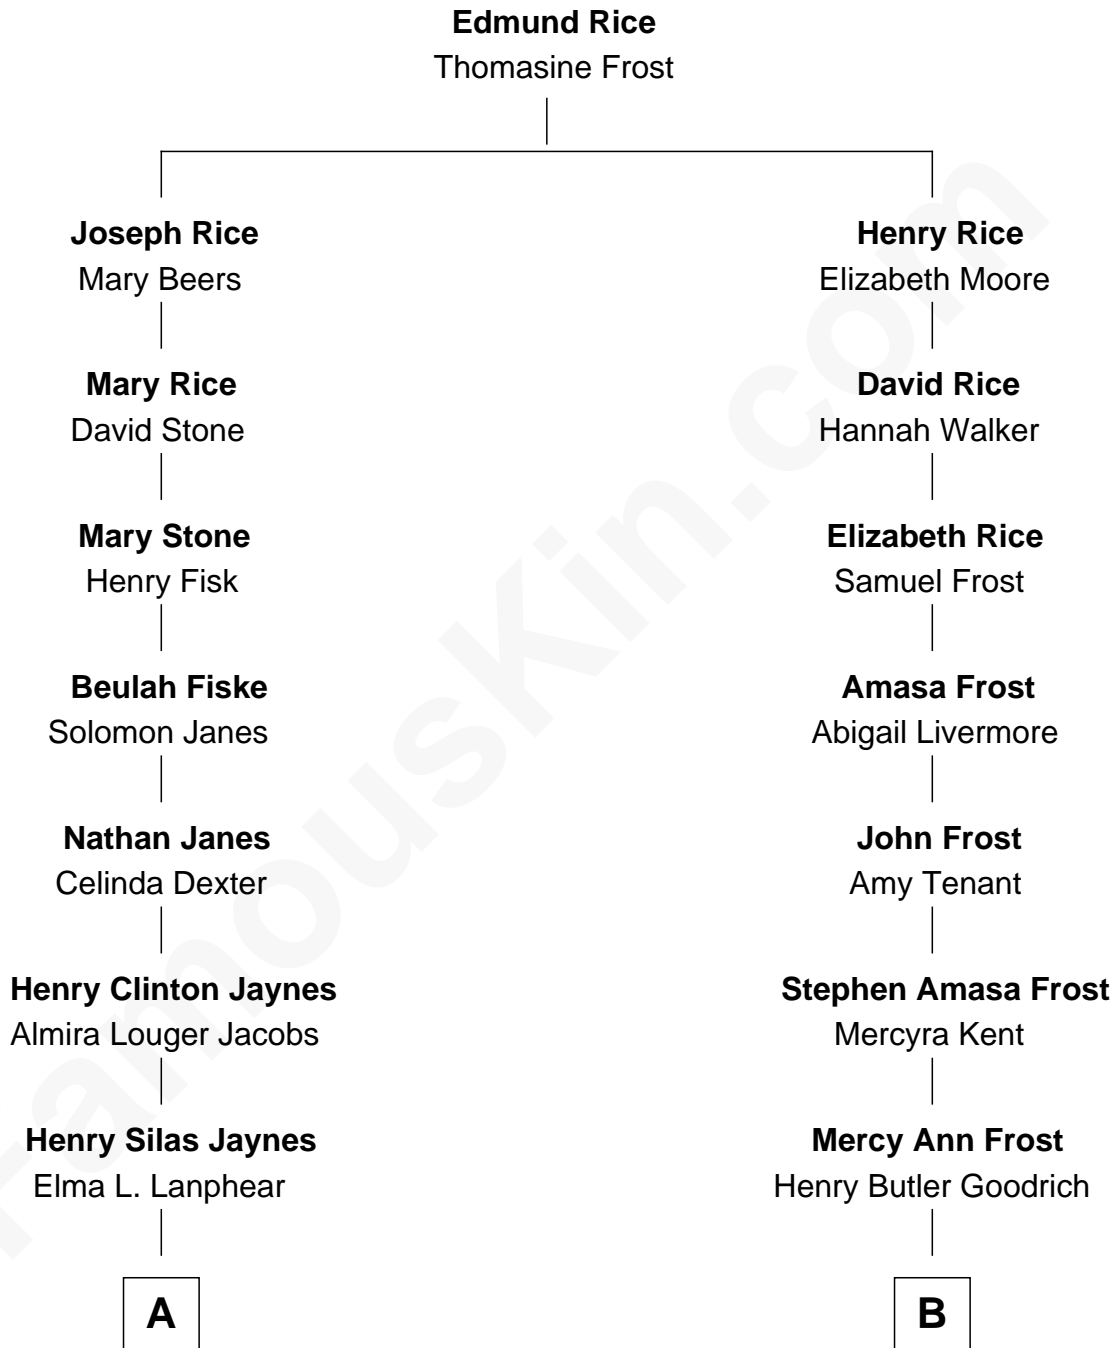 Edmund Rice
Thomasine Frost
Joseph Rice
Mary Beers
Henry Rice
Elizabeth Moore
Mary Rice
David Stone
David Rice
Hannah Walker
Mary Stone
Henry Fisk
Elizabeth Rice
Samuel Frost
Beulah Fiske
Solomon Janes
Amasa Frost
Abigail Livermore
Nathan Janes
Celinda Dexter
John Frost
Amy Tenant
Henry Clinton Jaynes
Almira Louger Jacobs
Stephen Amasa Frost
Mercyra Kent
Henry Silas Jaynes
Elma L. Lanphear
Mercy Ann Frost
Henry Butler Goodrich
A
B
FamousKin.com